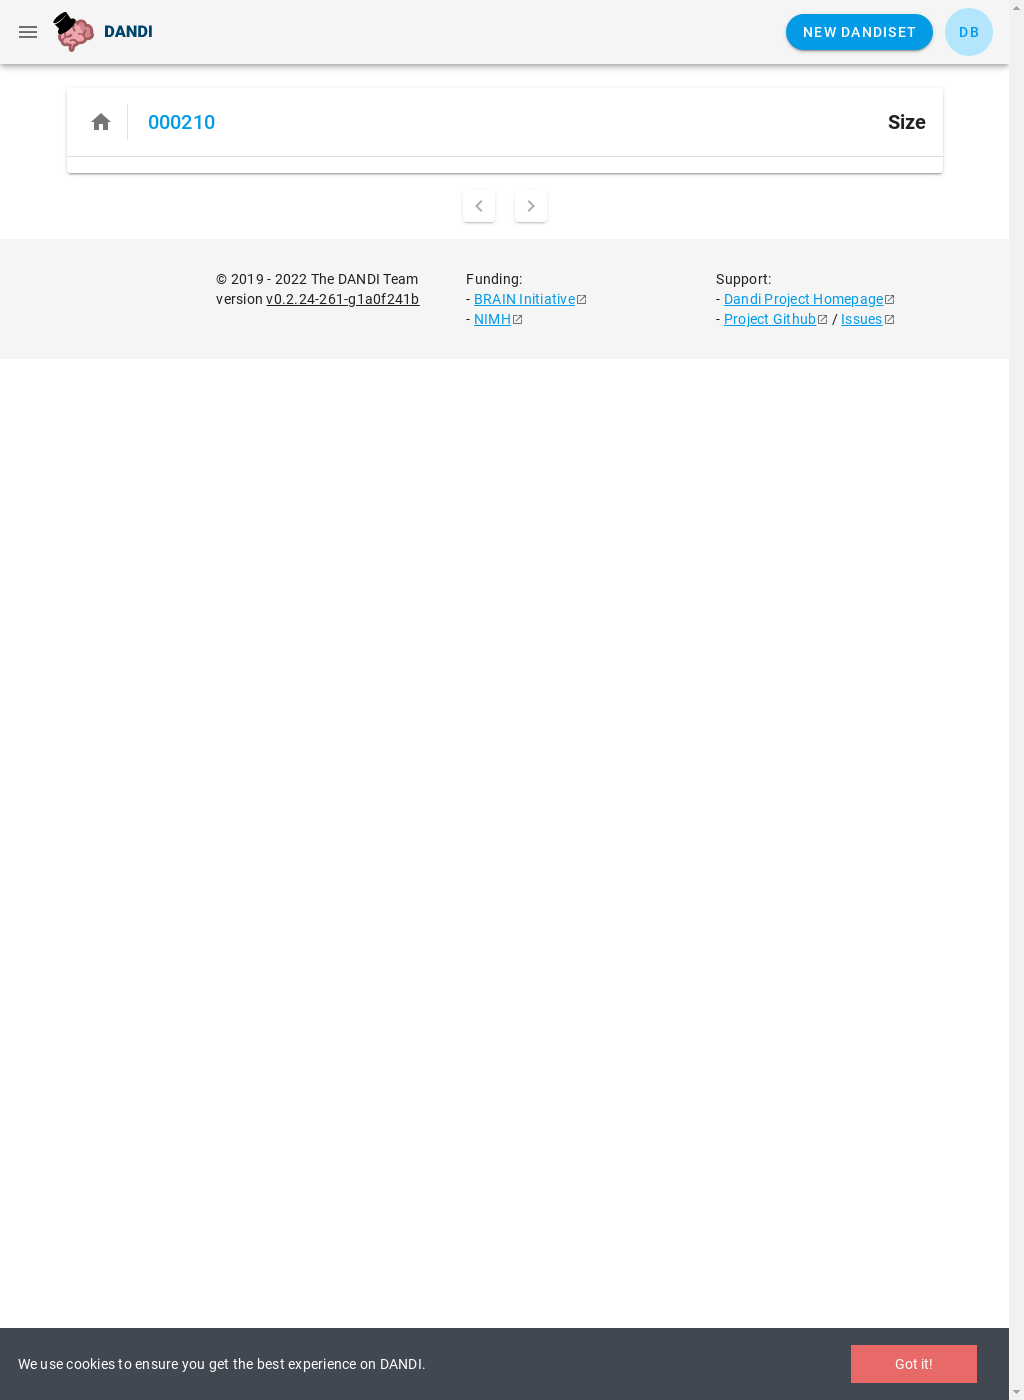 DANDI
NEW DANDISET
DB
000210
Size
© 2019 - 2022 The DANDI Team
version v0.2.24-261-g1a0f241b
Funding:
- BRAIN Initiative
- NIMH
Support:
- Dandi Project Homepage
- Project Github / Issues
We use cookies to ensure you get the best experience on DANDI.
Got it!